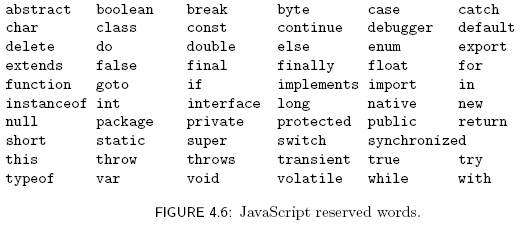 abstract boolean break byte case catch
char class const continue debugger default
delete do double else enum export
extends false final finally float for
function goto if implements import in
instanceof int interface long native new
null package private protected public return
short static super switch synchronized
this throw throws transient true try
typeof var void volatile while with
FIGURE 4.6: JavaScript reserved words.